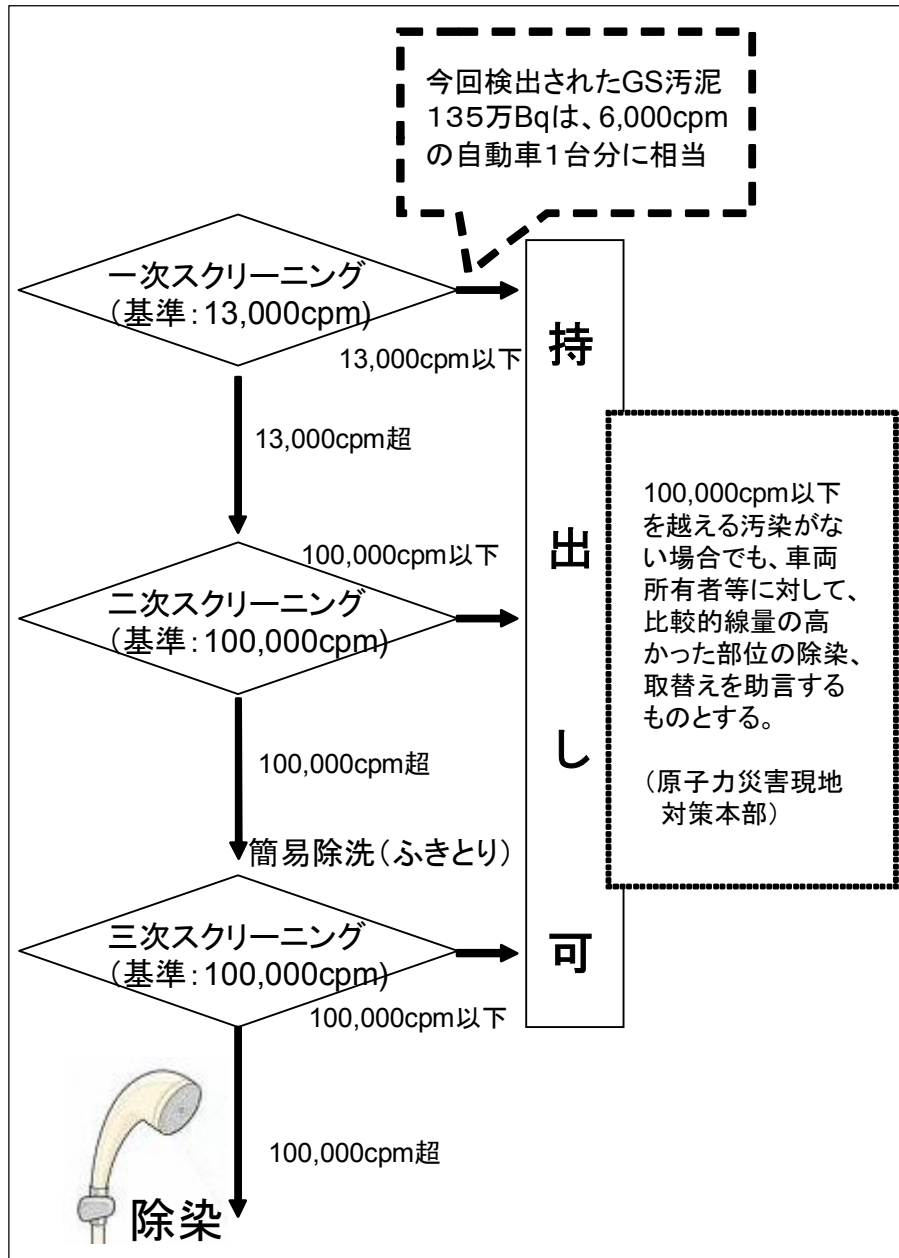 今回検出されたGS汚泥
135万Bqは、6,000cpm
の自動車1台分に相当
一次スクリーニング
(基準:13,000cpm)
13,000cpm以下
13,000cpm超
100,000cpm以下
二次スクリーニング
(基準:100,000cpm)
100,000cpm超
簡易除洗(ふきとり)
三次スクリーニング
(基準:100,000cpm)
100,000cpm以下
100,000cpm超
除染
持
出
し
可
100,000cpm以下
を越える汚染がな
い場合でも、車両
所有者等に対して、
比較的線量の高
かった部位の除染、
取替えを助言する
ものとする。
(原子力災害現地
対策本部)